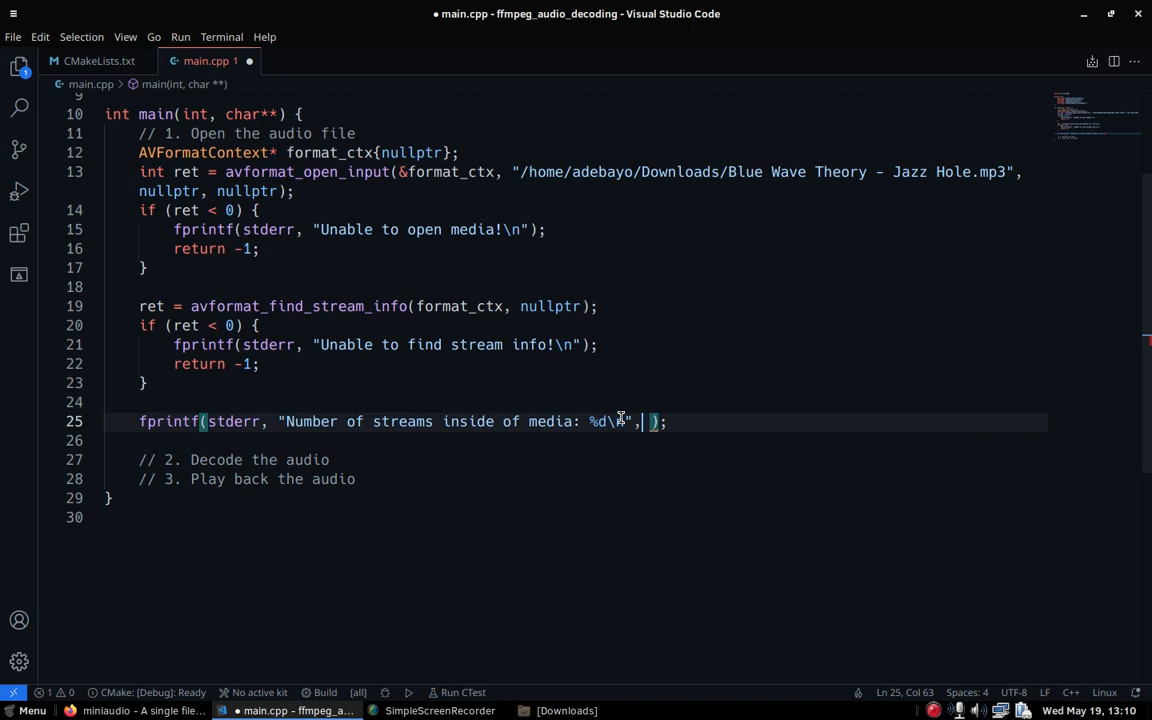 ● main.cpp - ffmpeg_audio_decoding - Visual Studio Code
File Edit Selection View Go Run Terminal Help
CMakeLists.txt main.cpp 1 ●
main.cpp > main(int, char **)
9
10 int main(int, char**) {
11 // 1. Open the audio file
12 AVFormatContext* format_ctx{nullptr};
13 int ret = avformat_open_input(&format_ctx, "/home/adebayo/Downloads/Blue Wave Theory - Jazz Hole.mp3",
nullptr, nullptr);
14 if (ret < 0) {
15 fprintf(stderr, "Unable to open media!\n");
16 return -1;
17 }
18
19 ret = avformat_find_stream_info(format_ctx, nullptr);
20 if (ret < 0) {
21 fprintf(stderr, "Unable to find stream info!\n");
22 return -1;
23 }
24
25 fprintf(stderr, "Number of streams inside of media: %d\n", );
26
27 // 2. Decode the audio
28 // 3. Play back the audio
29 }
30
1 0 CMake: [Debug]: Ready No active kit Build [all] Run CTest Ln 25, Col 63 Spaces: 4 UTF-8 LF C++ Linux
Menu miniaudio - A single file... ● main.cpp - ffmpeg_a... SimpleScreenRecorder [Downloads] Wed May 19, 13:10